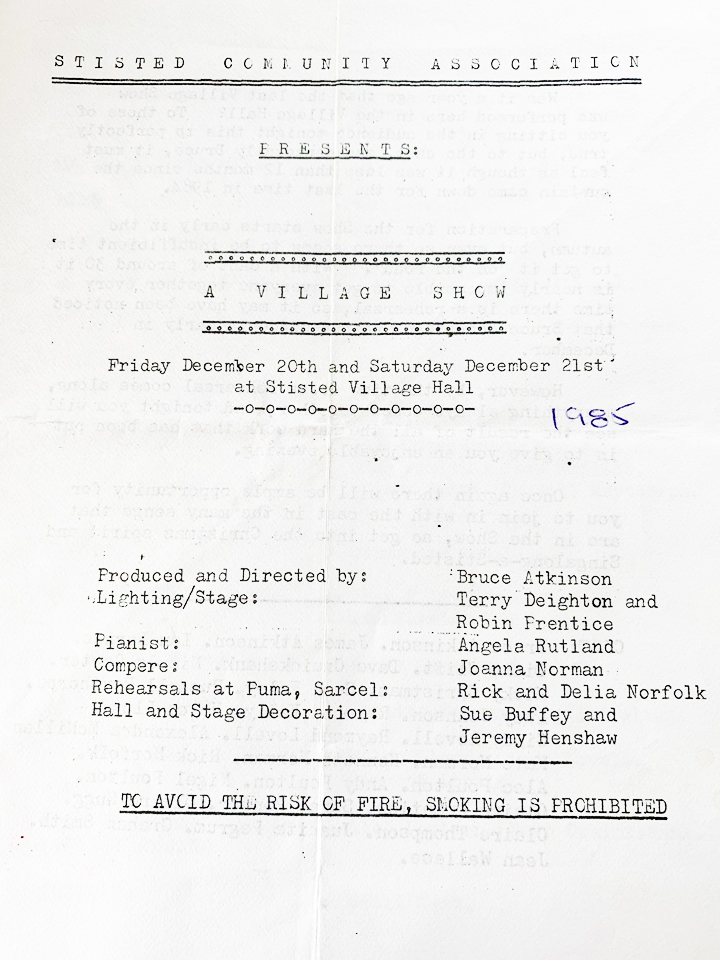 STISTED COMMUNITY ASSOCIATION
PRESENTS:
A VILLAGE SHOW
Friday December 20th and Saturday December 21st
at Stisted Village Hall
-o-o-o-o-o-o-o-o-o-o-o-
1985
Produced and Directed by: Bruce Atkinson
Lighting/Stage: Terry Deighton and
Robin Prentice
Pianist: Angela Rutland
Compere: Joanna Norman
Rehearsals at Puma, Sarcel: Rick and Delia Norfolk
Hall and Stage Decoration: Sue Buffey and
Jeremy Henshaw
TO AVOID THE RISK OF FIRE, SMOKING IS PROHIBITED